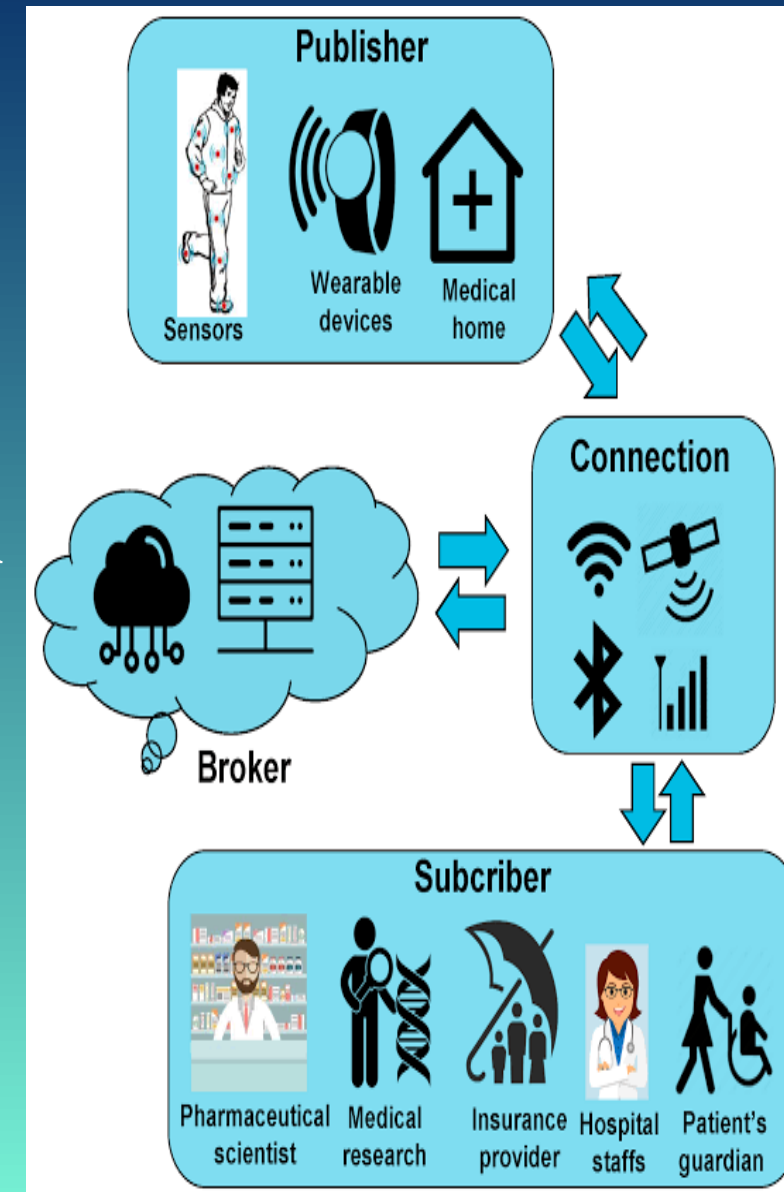 Publisher
Sensors
Wearable
devices
Medical
home
Connection
Broker
Subcriber
Pharmaceutical
scientist
Medical
research
Insurance
provider
Hospital
staffs
Patient's
guardian